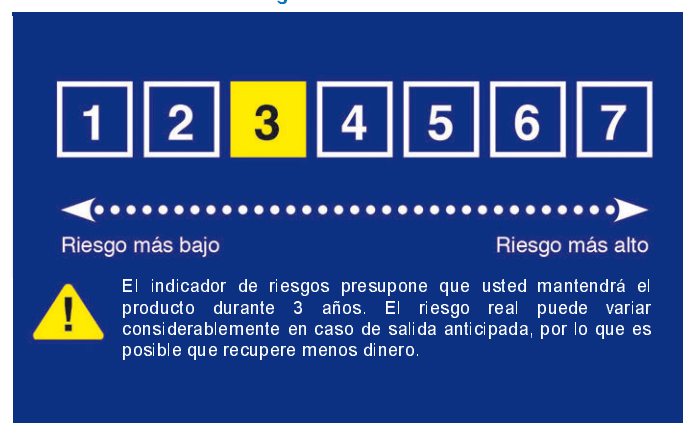 1 2 3 4 5 6 7
Riesgo más bajo Riesgo más alto
El indicador de riesgos presupone que usted mantendrá el
producto durante 3 años. El riesgo real puede variar
considerablemente en caso de salida anticipada, por lo que es
posible que recupere menos dinero.